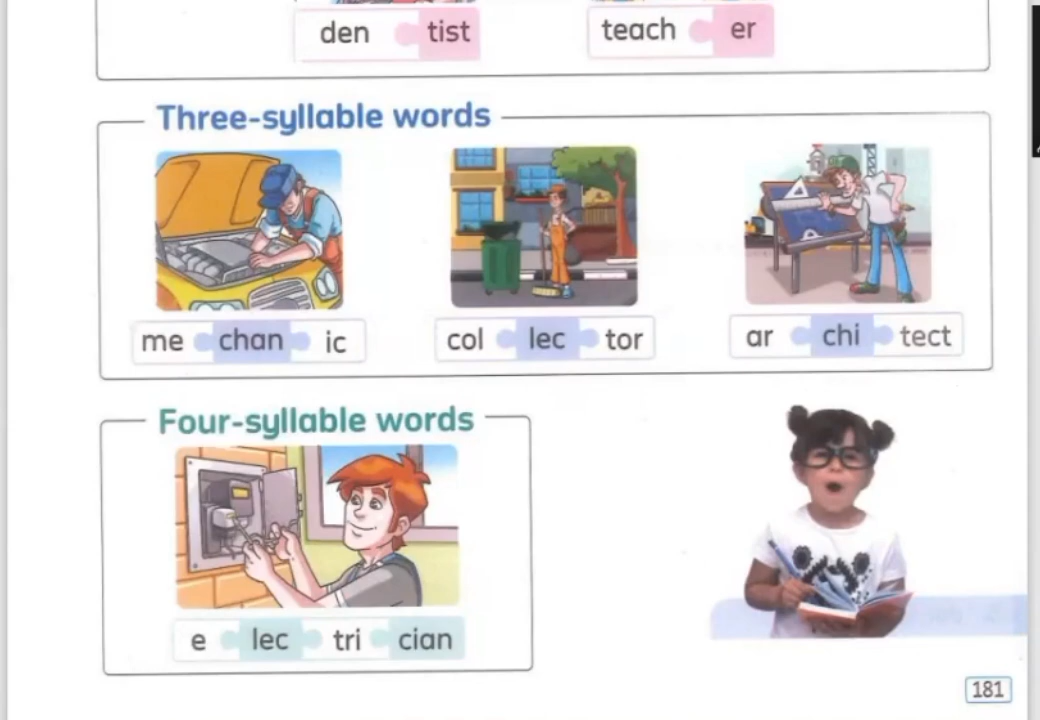 den tist teach er
Three-syllable words
me chan ic col lec tor ar chi tect
Four-syllable words
e lec tri cian
181